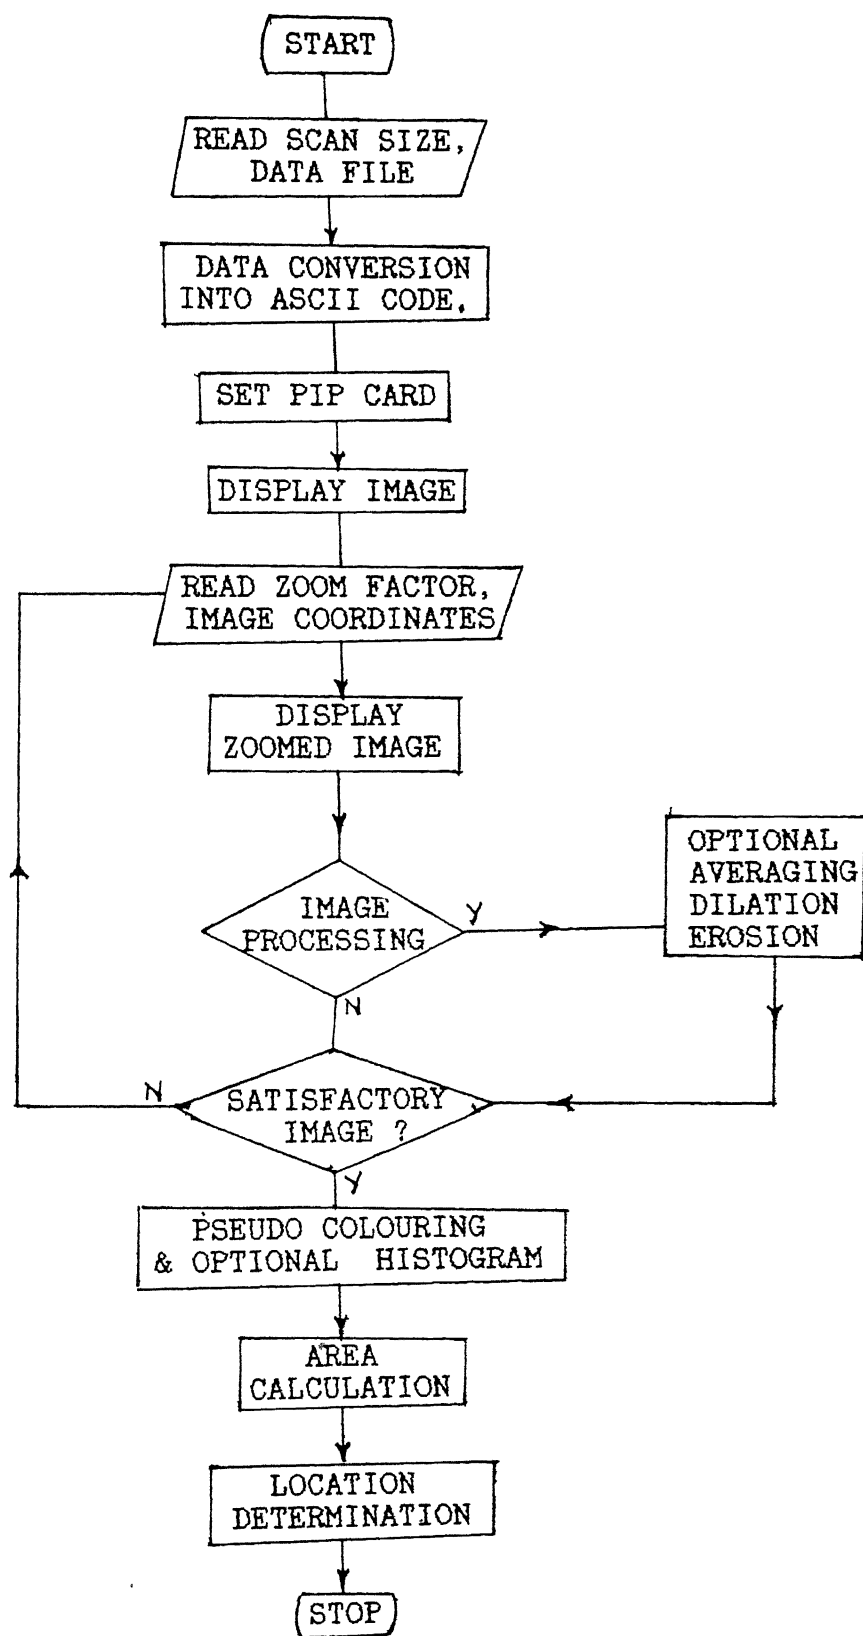 START
READ SCAN SIZE,
DATA FILE
DATA CONVERSION
INTO ASCII CODE.
SET PIP CARD
DISPLAY IMAGE
READ ZOOM FACTOR,
IMAGE COORDINATES
DISPLAY
ZOOMED IMAGE
IMAGE
PROCESSING
Y
OPTIONAL
AVERAGING
DILATION
EROSION
N
N
SATISFACTORY
IMAGE ?
Y
PSEUDO COLOURING
& OPTIONAL HISTOGRAM
AREA
CALCULATION
LOCATION
DETERMINATION
STOP